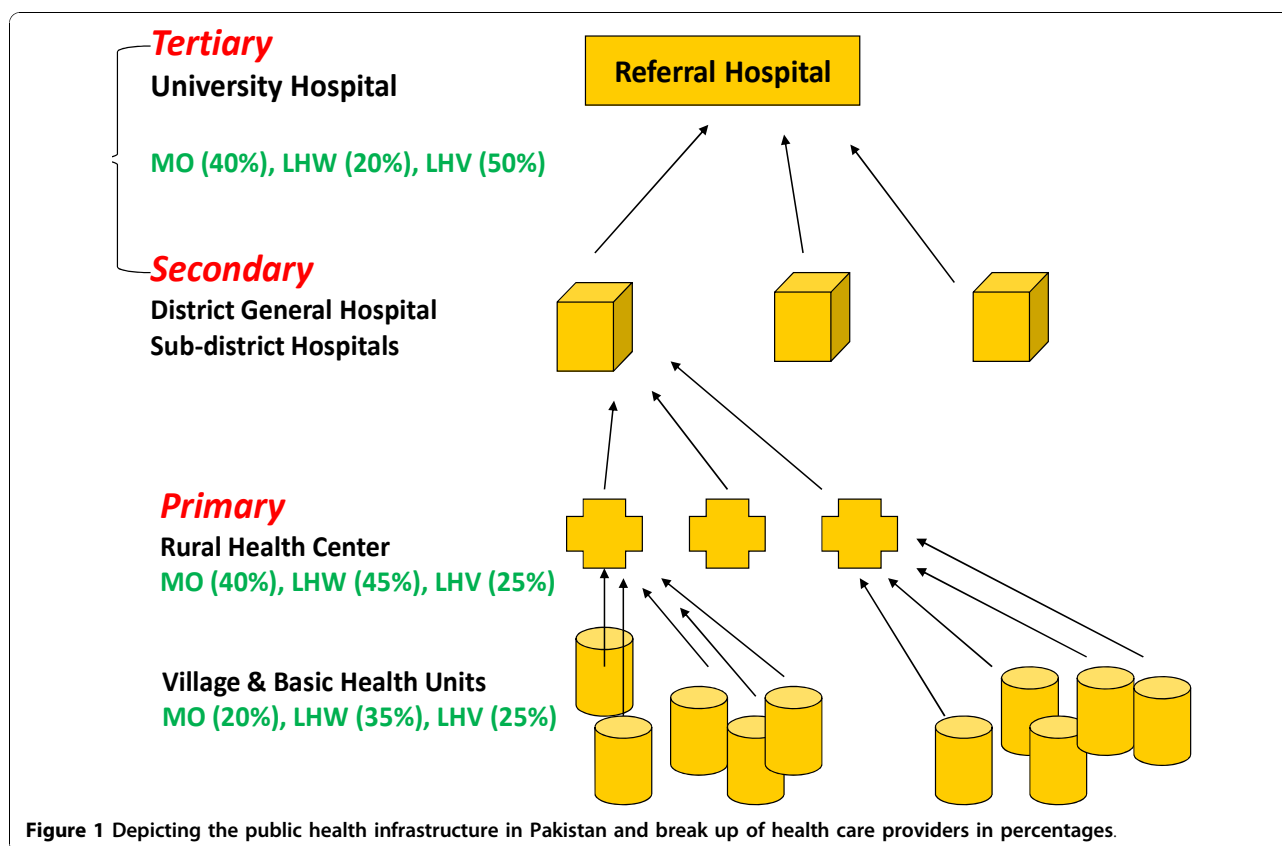 Tertiary
University Hospital
Referral Hospital
MO (40%), LHW (20%), LHV (50%)
Secondary
District General Hospital
Sub-district Hospitals
Primary
Rural Health Center
MO (40%), LHW (45%), LHV (25%)
Village & Basic Health Units
MO (20%), LHW (35%), LHV (25%)
Figure 1 Depicting the public health infrastructure in Pakistan and break up of health care providers in percentages.